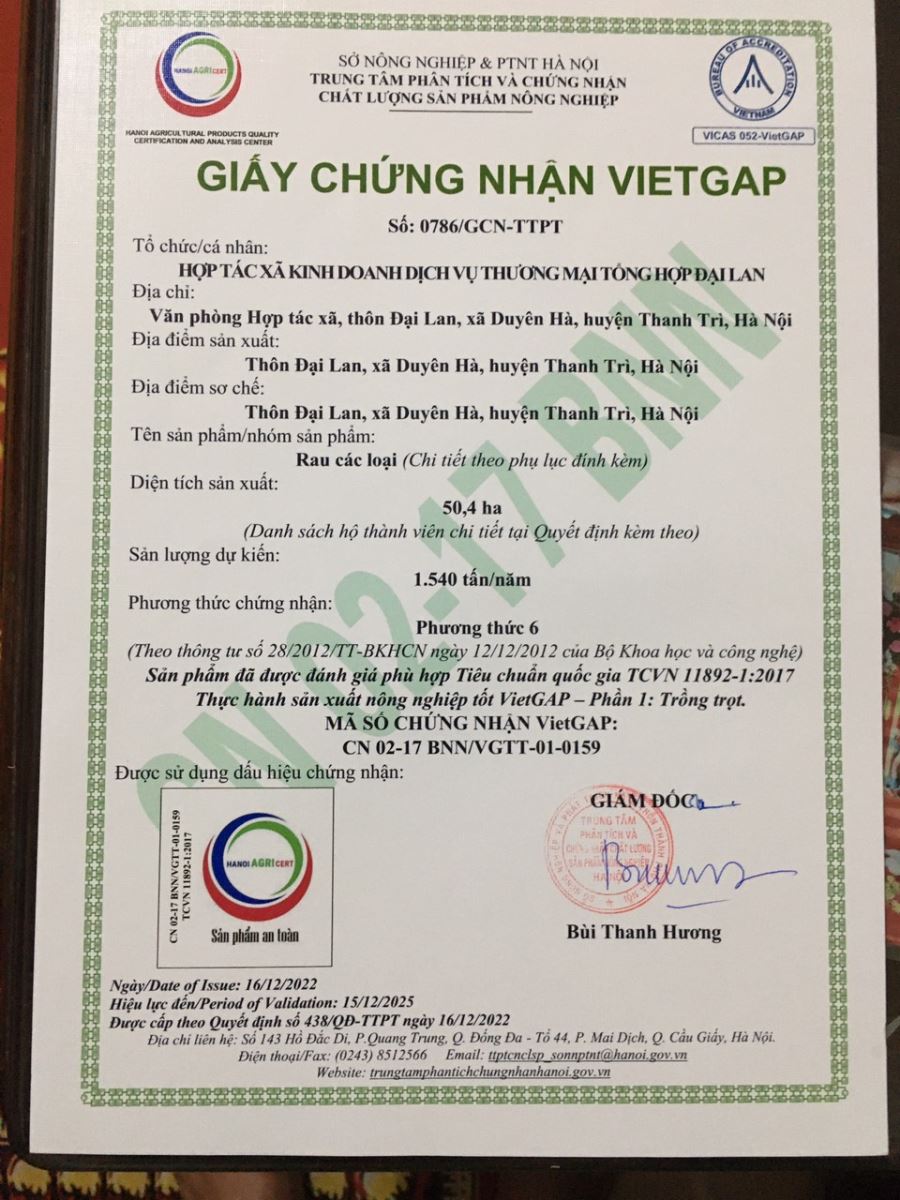 HANOI AGRICERT
HANOI AGRICULTURAL PRODUCTS QUALITY
CERTIFICATION AND ANALYSIS CENTER
SỞ NÔNG NGHIỆP & PTNT HÀ NỘI
TRUNG TÂM PHÂN TÍCH VÀ CHỨNG NHẬN
CHẤT LƯỢNG SẢN PHẨM NÔNG NGHIỆP
BUREAU OF ACCREDITATION
VIETNAM
VICAS 052-VietGAP
GIẤY CHỨNG NHẬN VIETGAP
Số: 0786/GCN-TTPT
Tổ chức/cá nhân:
HỢP TÁC XÃ KINH DOANH DỊCH VỤ THƯƠNG MẠI TỔNG HỢP ĐẠI LAN
Địa chỉ:
Văn phòng Hợp tác xã, thôn Đại Lan, xã Duyên Hà, huyện Thanh Trì, Hà Nội
Địa điểm sản xuất:
Thôn Đại Lan, xã Duyên Hà, huyện Thanh Trì, Hà Nội
Địa điểm sơ chế:
Thôn Đại Lan, xã Duyên Hà, huyện Thanh Trì, Hà Nội
Tên sản phẩm/nhóm sản phẩm:
Rau các loại (Chi tiết theo phụ lục đính kèm)
Diện tích sản xuất:
50,4 ha
(Danh sách hộ thành viên chi tiết tại Quyết định kèm theo)
Sản lượng dự kiến:
1.540 tấn/năm
Phương thức chứng nhận:
Phương thức 6
(Theo thông tư số 28/2012/TT-BKHCN ngày 12/12/2012 của Bộ Khoa học và công nghệ)
Sản phẩm đã được đánh giá phù hợp Tiêu chuẩn quốc gia TCVN 11892-1:2017
Thực hành sản xuất nông nghiệp tốt VietGAP – Phần 1: Trồng trọt.
MÃ SỐ CHỨNG NHẬN VietGAP:
CN 02-17 BNN/VGTT-01-0159
CN 02-17 BNN
Được sử dụng dấu hiệu chứng nhận:
CN 02-17 BNN/VGTT-01-0159
TCVN 11892-1:2017
HANOI AGRICERT
Sản phẩm an toàn
GIÁM ĐỐC
TRUNG TÂM
PHÂN TÍCH VÀ
CHỨNG NHẬN CHẤT LƯỢNG
SẢN PHẨM NÔNG NGHIỆP
HÀ NỘI
Bùi Thanh Hương
Ngày/Date of Issue: 16/12/2022
Hiệu lực đến/Period of Validation: 15/12/2025
Được cấp theo Quyết định số 438/QĐ-TTPT ngày 16/12/2022
Địa chỉ liên hệ: Số 143 Hồ Đắc Di, P.Quang Trung, Q. Đống Đa - Tổ 44, P. Mai Dịch, Q. Cầu Giấy, Hà Nội.
Điện thoại/Fax: (0243) 8512566 Email: ttptcnclsp_sonnptnt@hanoi.gov.vn
Website: trungtamphantichchungnhanhanoi.gov.vn